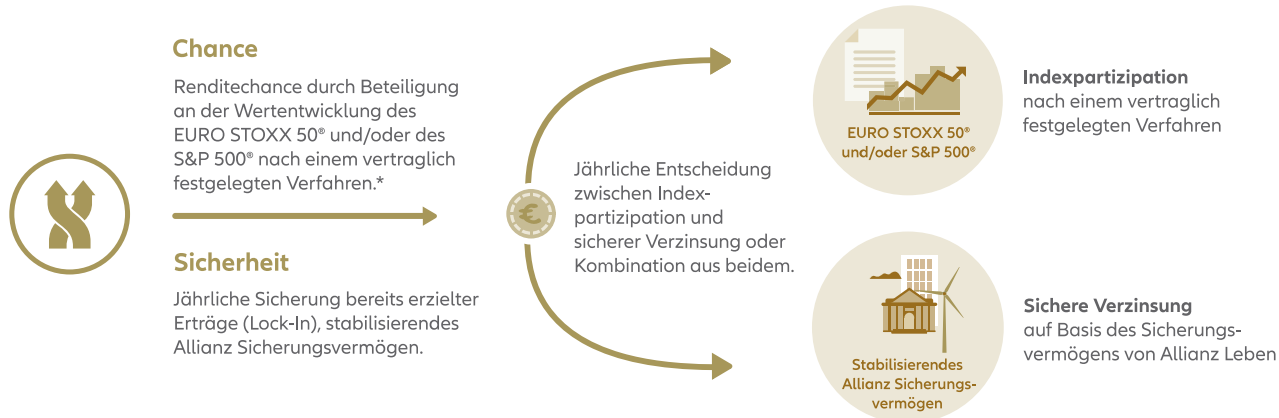 Chance
Renditechance durch Beteiligung
an der Wertentwicklung des
EURO STOXX 50® und/oder des
S&P 500® nach einem vertraglich
festgelegten Verfahren.*
Sicherheit
Jährliche Sicherung bereits erzielter
Erträge (Lock-In), stabilisierendes
Allianz Sicherungsvermögen.
€
Jährliche Entscheidung
zwischen Index-
partizipation und
sicherer Verzinsung oder
Kombination aus beidem.
EURO STOXX 50®
und/oder S&P 500®
Indexpartizipation
nach einem vertraglich
festgelegten Verfahren
Stabilisierendes
Allianz Sicherungs-
vermögen
Sichere Verzinsung
auf Basis des Sicherungs-
vermögens von Allianz Leben